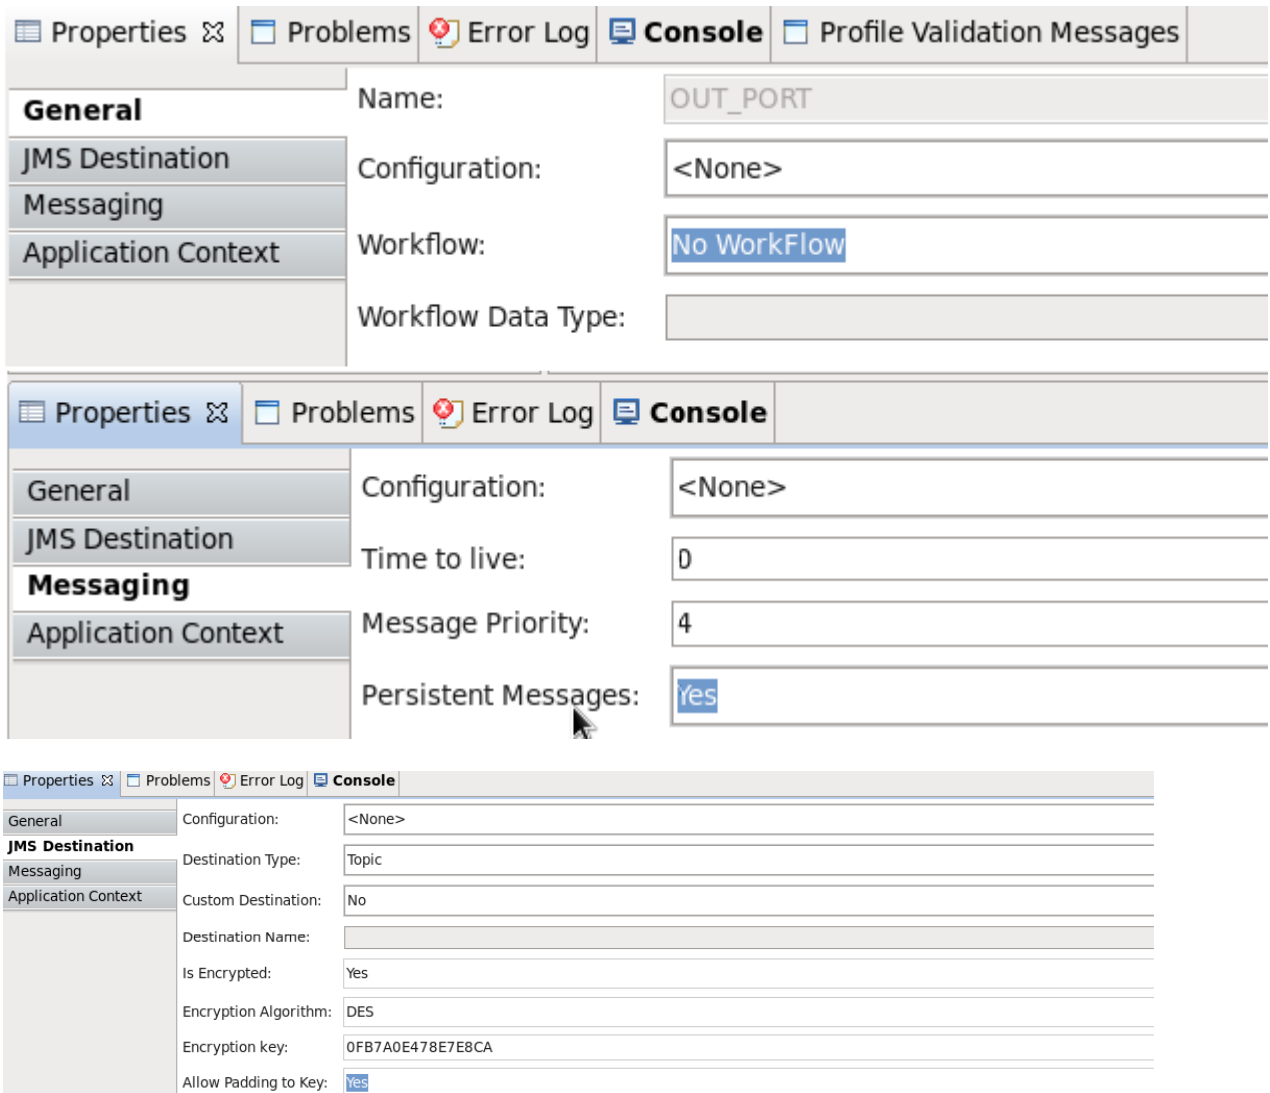 Properties Problems Error Log Console Profile Validation Messages
General
JMS Destination
Messaging
Application Context
Name: OUT_PORT
Configuration: <None>
Workflow: No WorkFlow
Workflow Data Type:
Properties Problems Error Log Console
General
JMS Destination
Messaging
Application Context
Configuration: <None>
Time to live: 0
Message Priority: 4
Persistent Messages: Yes
Properties Problems Error Log Console
General
JMS Destination
Messaging
Application Context
Configuration: <None>
Destination Type: Topic
Custom Destination: No
Destination Name:
Is Encrypted: Yes
Encryption Algorithm: DES
Encryption key: 0FB7A0E478E7E8CA
Allow Padding to Key: Yes